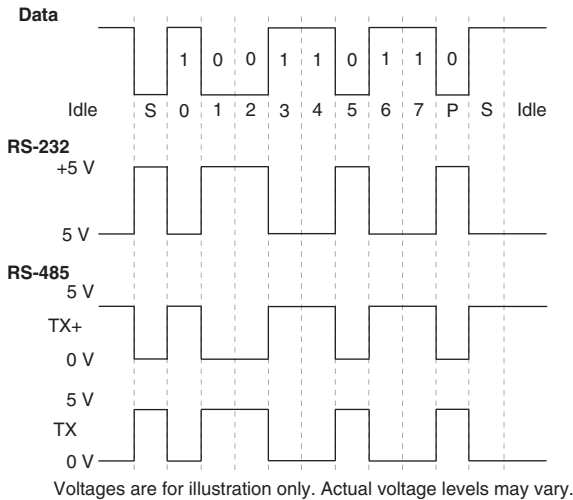 Data
1 0 0 1 1 0 1 1 0
Idle S 0 1 2 3 4 5 6 7 P S Idle
RS-232
+5 V
5 V
RS-485
5 V
TX+
0 V
5 V
TX
0 V
Voltages are for illustration only. Actual voltage levels may vary.